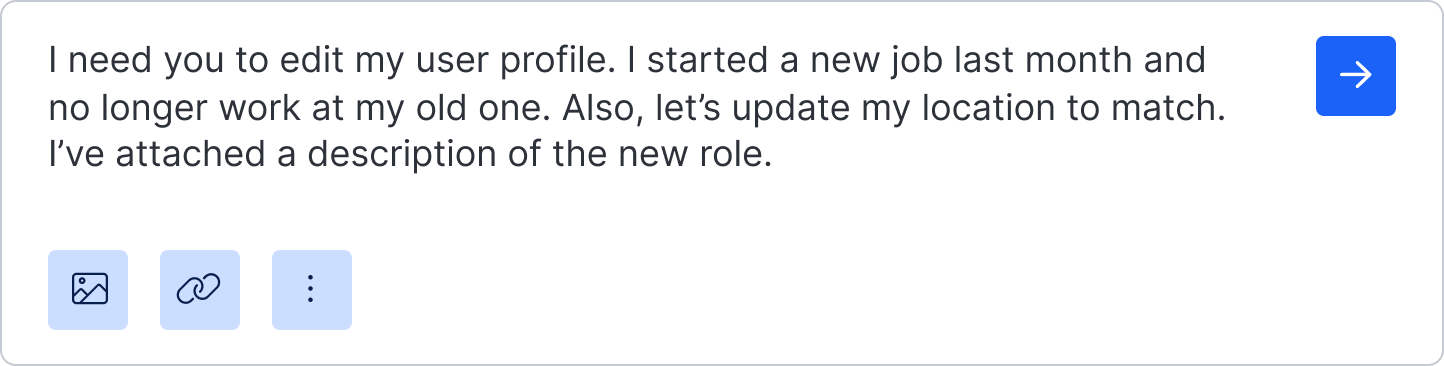 I need you to edit my user profile. I started a new job last month and
no longer work at my old one. Also, let’s update my location to match.
I’ve attached a description of the new role.